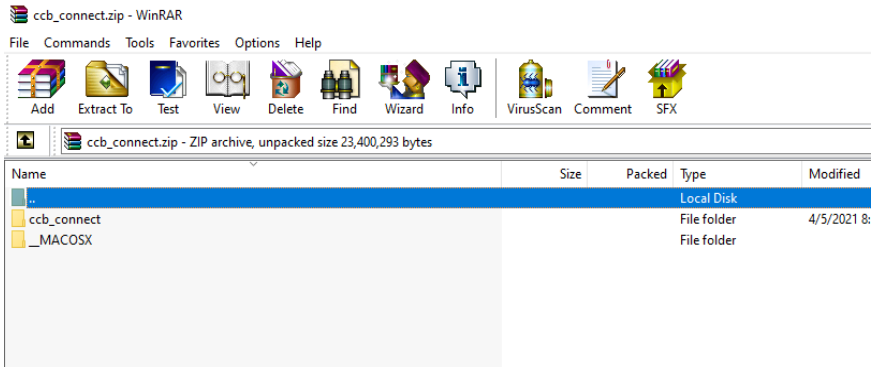 ccb_connect.zip - WinRAR
File Commands Tools Favorites Options Help
Add Extract To Test View Delete Find Wizard Info VirusScan Comment SFX
ccb_connect.zip - ZIP archive, unpacked size 23,400,293 bytes
Name Size Packed Type Modified
.. Local Disk
ccb_connect File folder 4/5/2021 8:
__MACOSX File folder